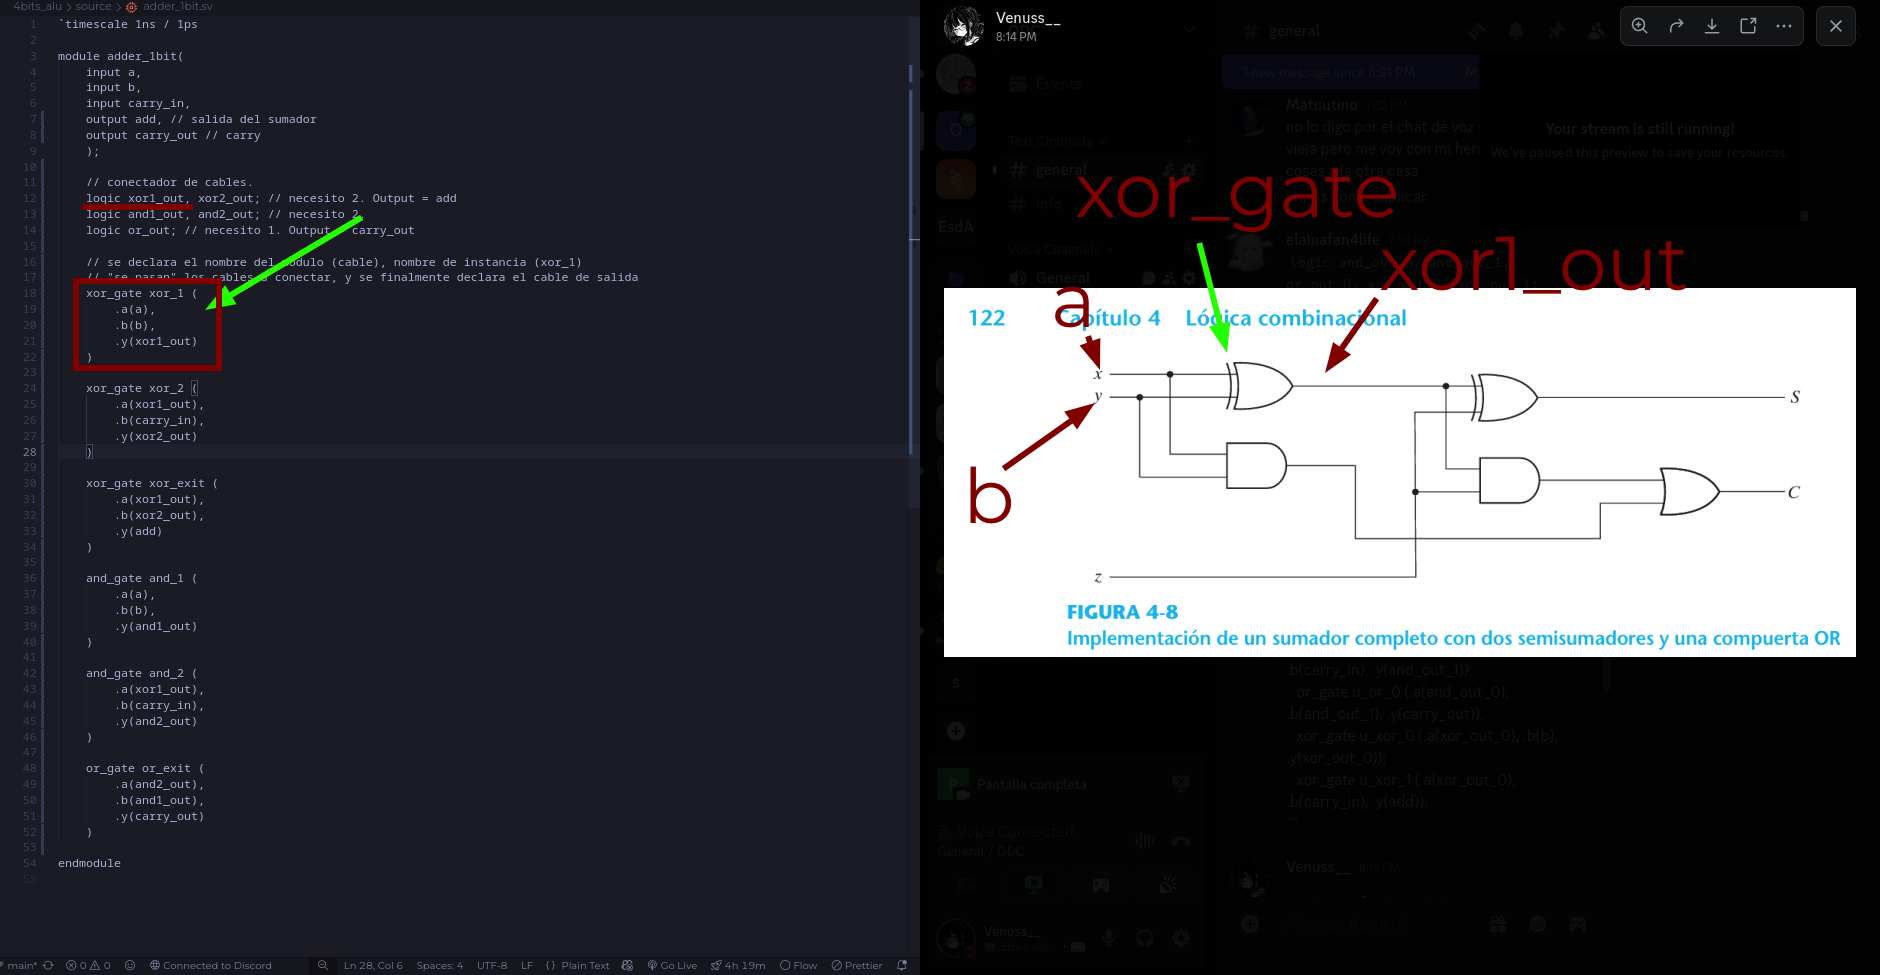 4bits_alu > source > adder_1bit.sv
1 `timescale 1ns / 1ps
2
3 module adder_1bit(
4 input a,
5 input b,
6 input carry_in,
7 output add, // salida del sumador
8 output carry_out // carry
9 );
10
11 // conectador de cables.
12 logic xor1_out, xor2_out; // necesito 2. Output = add
13 logic and1_out, and2_out; // necesito 2.
14 logic or_out; // necesito 1. Output carry_out
15
16 // se declara el nombre del módulo (cable), nombre de instancia (xor_1)
17 // "se pasan" los cables a conectar, y se finalmente declara el cable de salida
18 xor_gate xor_1 (
19 .a(a),
20 .b(b),
21 .y(xor1_out)
22 )
23
24 xor_gate xor_2 (
25 .a(xor1_out),
26 .b(carry_in),
27 .y(xor2_out)
28 )
29
30 xor_gate xor_exit (
31 .a(xor1_out),
32 .b(xor2_out),
33 .y(add)
34 )
35
36 and_gate and_1 (
37 .a(a),
38 .b(b),
39 .y(and1_out)
40 )
41
42 and_gate and_2 (
43 .a(xor1_out),
44 .b(carry_in),
45 .y(and2_out)
46 )
47
48 or_gate or_exit (
49 .a(and2_out),
50 .b(and1_out),
51 .y(carry_out)
52 )
53
54 endmodule
55
main* 0 0 Connected to Discord Ln 28, Col 6 Spaces: 4 UTF-8 LF {} Plain Text Go Live 4h 19m Flow Prettier
Venuss__
8:14 PM
# general
1 new message since 8:21 PM
Events
Matuutino 7:52 PM
no lo digo por el chat de voz
vieja pero me voy con mi her
cosas a la otra casa
Your stream is still running!
We've paused this preview to save your resources.
Text Channels
# general
# info
EsdA
Voice Channels
General
elainafan4life
xor_gate
xor1_out
a
b
122 Capítulo 4 Lógica combinacional
x
y
S
C
z
FIGURA 4-8
Implementación de un sumador completo con dos semisumadores y una compuerta OR
.b(carry_in), .y(and_out_1));
or_gate u_or_0 (.a(and_out_0),
.b(and_out_1), .y(carry_out));
xor_gate u_xor_0 (.a(xor_out_0), .b(b),
.y(xor_out_0));
xor_gate u_xor_1 (.a(xor_out_0),
.b(carry_in), .y(add));
```
S
Pantalla completa
Voice Connected
General / ODC
Venuss__ 8:19 PM
Message #general
Venuss__